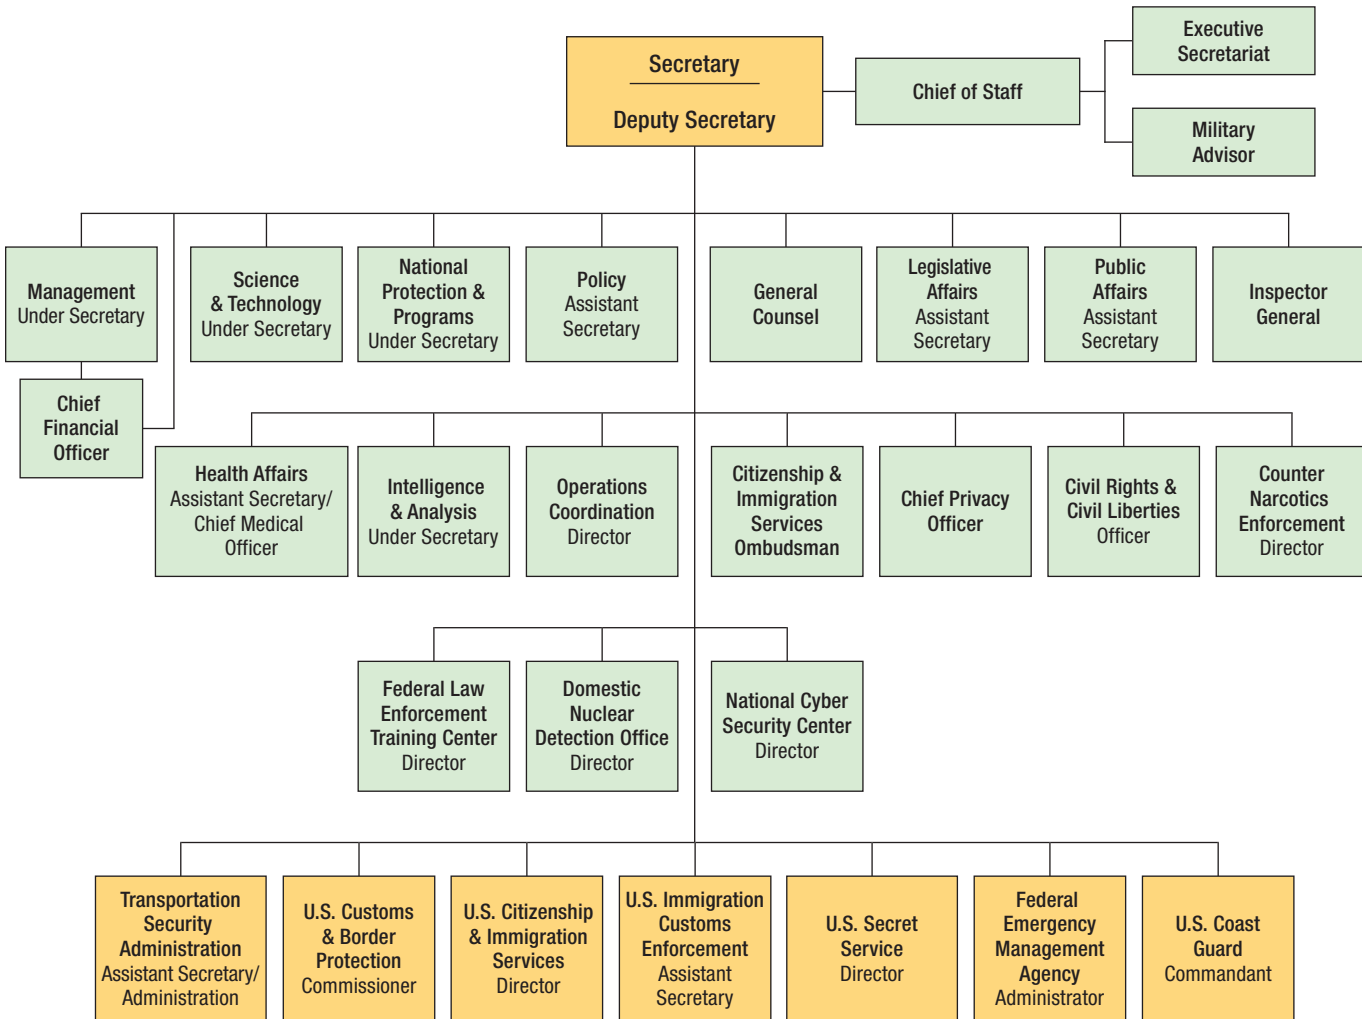 Secretary
Deputy Secretary
Chief of Staff
Executive
Secretariat
Military
Advisor
Management
Under Secretary
Science
& Technology
Under Secretary
National
Protection &
Programs
Under Secretary
Policy
Assistant
Secretary
General
Counsel
Legislative
Affairs
Assistant
Secretary
Public
Affairs
Assistant
Secretary
Inspector
General
Chief
Financial
Officer
Health Affairs
Assistant Secretary/
Chief Medical
Officer
Intelligence
& Analysis
Under Secretary
Operations
Coordination
Director
Citizenship &
Immigration
Services
Ombudsman
Chief Privacy
Officer
Civil Rights &
Civil Liberties
Officer
Counter
Narcotics
Enforcement
Director
Federal Law
Enforcement
Training Center
Director
Domestic
Nuclear
Detection Office
Director
National Cyber
Security Center
Director
Transportation
Security
Administration
Assistant Secretary/
Administration
U.S. Customs
& Border
Protection
Commissioner
U.S. Citizenship
& Immigration
Services
Director
U.S. Immigration
Customs
Enforcement
Assistant
Secretary
U.S. Secret
Service
Director
Federal
Emergency
Management
Agency
Administrator
U.S. Coast
Guard
Commandant